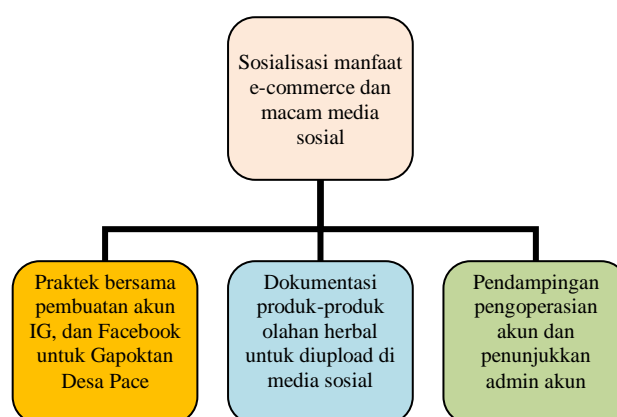 Sosialisasi manfaat
e-commerce dan
macam media
sosial
Praktek bersama
pembuatan akun
IG, dan Facebook
untuk Gapoktan
Desa Pace
Dokumentasi
produk-produk
olahan herbal
untuk diupload di
media sosial
Pendampingan
pengoperasian
akun dan
penunjukkan
admin akun